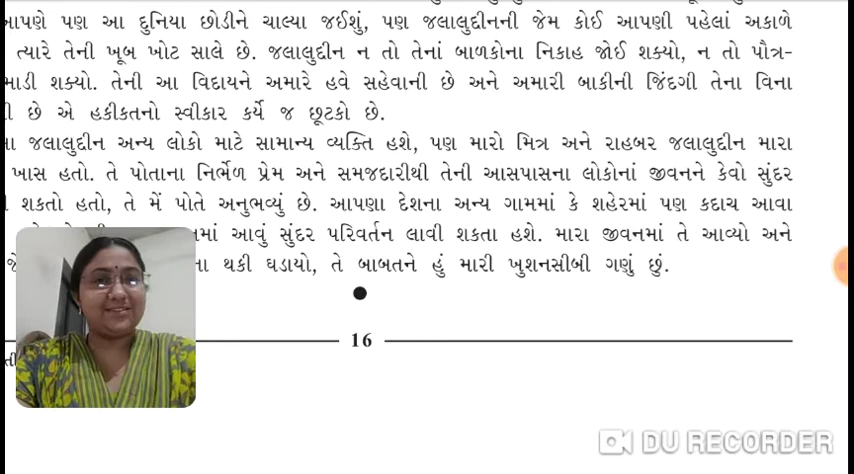 આપણે પણ આ દુનિયા છોડીને ચાલ્યા જઈશું, પણ જલાલુદ્દીનની જેમ કોઈ આપણી પહેલાં અકાળે
ત્યારે તેની ખૂબ ખોટ સાલે છે. જલાલુદ્દીન ન તો તેનાં બાળકોના નિકાહ જોઈ શક્યો, ન તો પૌત્ર-
માડી શક્યો. તેની આ વિદાયને અમારે હવે સહેવાની છે અને અમારી બાકીની જિંદગી તેના વિના
ની છે એ હકીકતનો સ્વીકાર કર્યે જ છૂટકો છે.
જલાલુદ્દીન અન્ય લોકો માટે સામાન્ય વ્યક્તિ હશે, પણ મારો મિત્ર અને રાહબર જલાલુદ્દીન મારા
ખાસ હતો. તે પોતાના નિર્ભેળ પ્રેમ અને સમજદારીથી તેની આસપાસના લોકોનાં જીવનને કેવો સુંદર
શકતો હતો, તે મેં પોતે અનુભવ્યું છે. આપણા દેશના અન્ય ગામમાં કે શહેરમાં પણ કદાચ આવા
નમાં આવું સુંદર પરિવર્તન લાવી શકતા હશે. મારા જીવનમાં તે આવ્યો અને
જે ના થકી ઘડાયો, તે બાબતને હું મારી ખુશનસીબી ગણું છું.
16
DU RECORDER